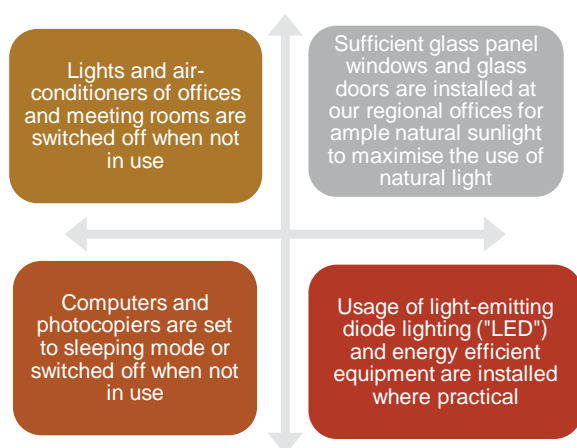 Lights and air-
conditioners of offices
and meeting rooms are
switched off when not
in use
Sufficient glass panel
windows and glass
doors are installed at
our regional offices for
ample natural sunlight
to maximise the use of
natural light
Computers and
photocopiers are set
to sleeping mode or
switched off when not
in use
Usage of light-emitting
diode lighting ("LED")
and energy efficient
equipment are installed
where practical